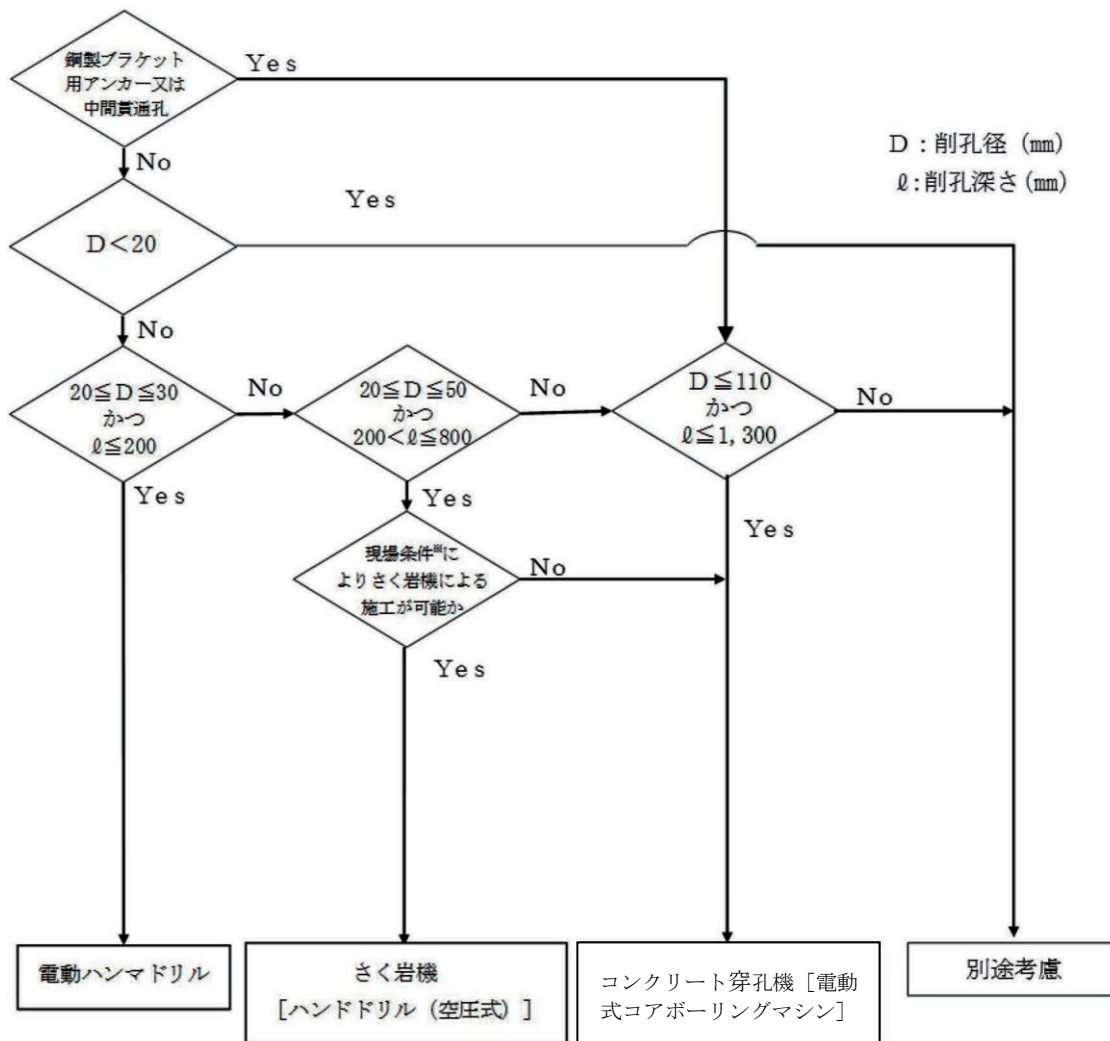 鋼製ブラケット
用アンカー又は
中間貫通孔
Yes
No
D：削孔径（㎜）
ℓ：削孔深さ(㎜)
Yes
D＜20
No
20≦D≦30
かつ
ℓ≦200
No
20≦D≦50
かつ
200＜ℓ≦800
No
D≦110
かつ
ℓ≦1,300
No
Yes
Yes
Yes
現場条件※に
よりさく岩機による
施工が可能か
No
Yes
電動ハンマドリル
さく岩機
［ハンドドリル（空圧式）］
コンクリート穿孔機［電動
式コアボーリングマシン］
別途考慮